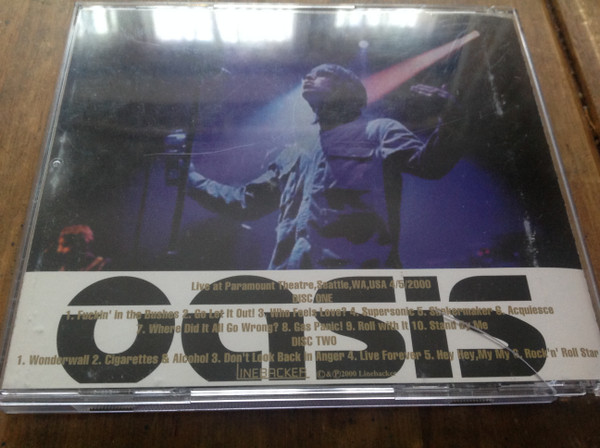 OASIS
Live at Paramount Theatre,Seattle,WA,USA 4/5/2000
DISC ONE
1. Fuckin' in the Bushes 2. Go Let It Out! 3. Who Feels Love? 4. Supersonic 5. Shakermaker 6. Acquiesce
7. Where Did It All Go Wrong? 8. Gas Panic! 9. Roll with It 10. Stand By Me
DISC TWO
1. Wonderwall 2. Cigarettes & Alcohol 3. Don't Look Back in Anger 4. Live Forever 5. Hey Hey,My My 6. Rock'n' Roll Star
LINEBACKER ©&℗2000 Linebacker